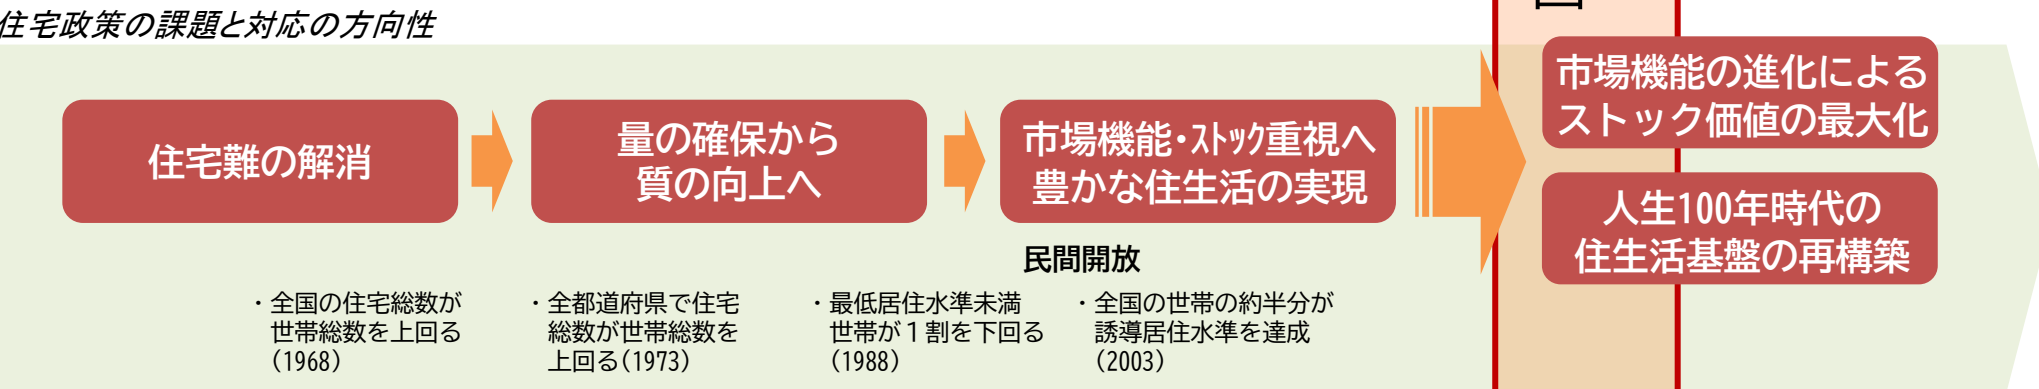 住宅政策の課題と対応の方向性
住宅難の解消
量の確保から
質の向上へ
市場機能・ｽﾄｯｸ重視へ
豊かな住生活の実現
市場機能の進化による
ストック価値の最大化
人生100年時代の
住生活基盤の再構築
民間開放
・全国の住宅総数が
世帯総数を上回る
(1968)
・全都道府県で住宅
総数が世帯総数を
上回る(1973)
・最低居住水準未満
世帯が１割を下回る
(1988)
・全国の世帯の約半分が
誘導居住水準を達成
(2003)